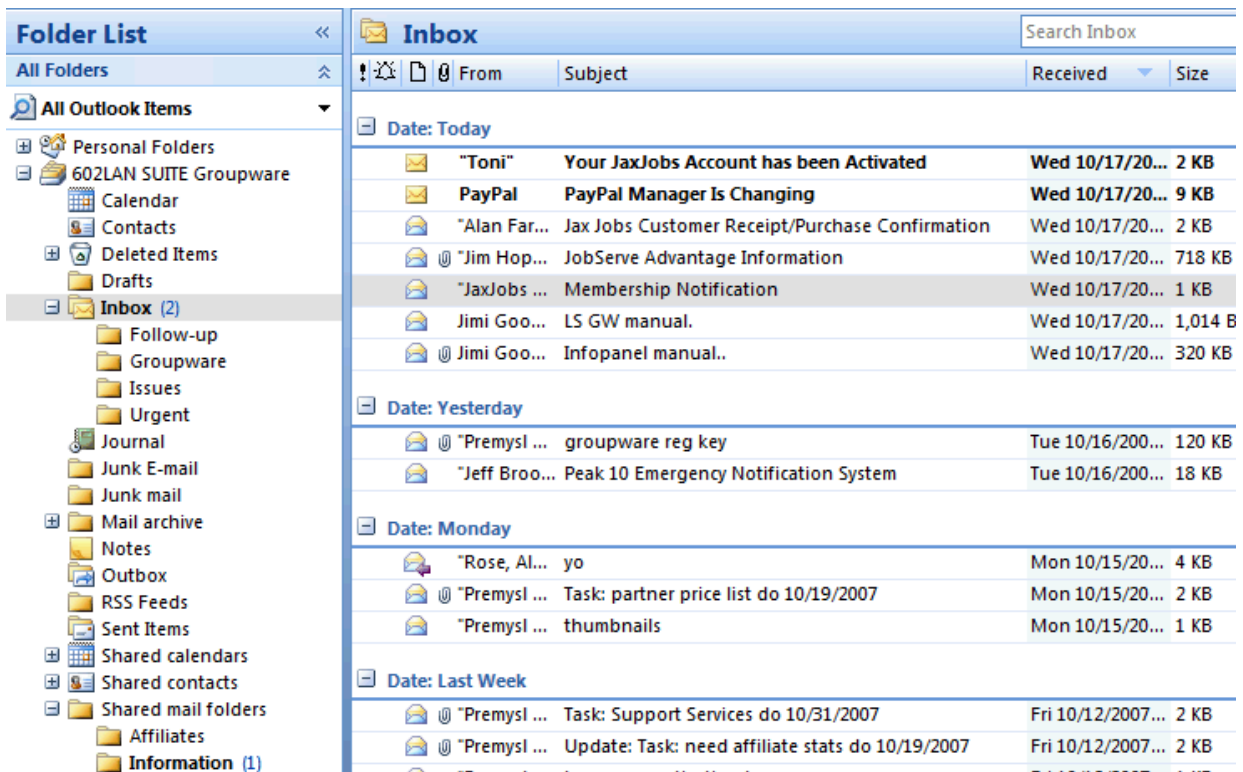 Folder List «
All Folders
All Outlook Items
Personal Folders
602LAN SUITE Groupware
Calendar
Contacts
Deleted Items
Drafts
Inbox (2)
Follow-up
Groupware
Issues
Urgent
Journal
Junk E-mail
Junk mail
Mail archive
Notes
Outbox
RSS Feeds
Sent Items
Shared calendars
Shared contacts
Shared mail folders
Affiliates
Information (1)
Inbox Search Inbox
! From Subject Received Size
Date: Today
"Toni" Your JaxJobs Account has been Activated Wed 10/17/20... 2 KB
PayPal PayPal Manager Is Changing Wed 10/17/20... 9 KB
"Alan Far... Jax Jobs Customer Receipt/Purchase Confirmation Wed 10/17/20... 2 KB
"Jim Hop... JobServe Advantage Information Wed 10/17/20... 718 KB
"JaxJobs ... Membership Notification Wed 10/17/20... 1 KB
Jimi Goo... LS GW manual. Wed 10/17/20... 1,014 B
Jimi Goo... Infopanel manual.. Wed 10/17/20... 320 KB
Date: Yesterday
"Premysl ... groupware reg key Tue 10/16/200... 120 KB
"Jeff Broo... Peak 10 Emergency Notification System Tue 10/16/200... 18 KB
Date: Monday
"Rose, Al... yo Mon 10/15/20... 4 KB
"Premysl ... Task: partner price list do 10/19/2007 Mon 10/15/20... 2 KB
"Premysl ... thumbnails Mon 10/15/20... 1 KB
Date: Last Week
"Premysl ... Task: Support Services do 10/31/2007 Fri 10/12/2007... 2 KB
"Premysl ... Update: Task: need affiliate stats do 10/19/2007 Fri 10/12/2007... 2 KB